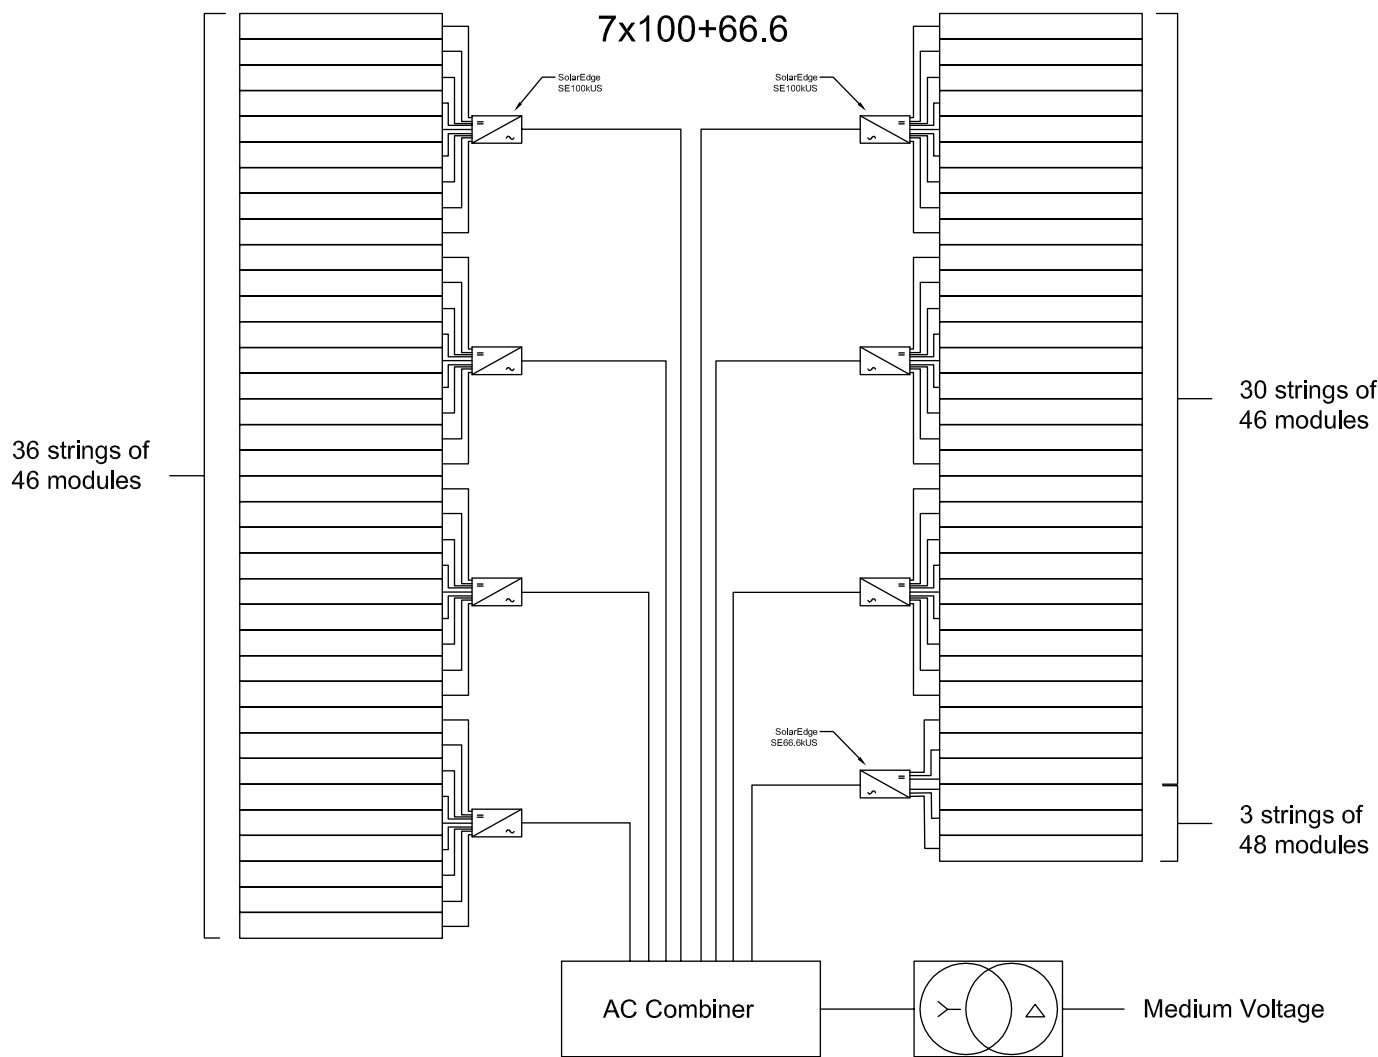 7x100+66.6
SolarEdge
SE100kUS
SolarEdge
SE100kUS
36 strings of
46 modules
30 strings of
46 modules
SolarEdge
SE66.6kUS
3 strings of
48 modules
AC Combiner
Medium Voltage